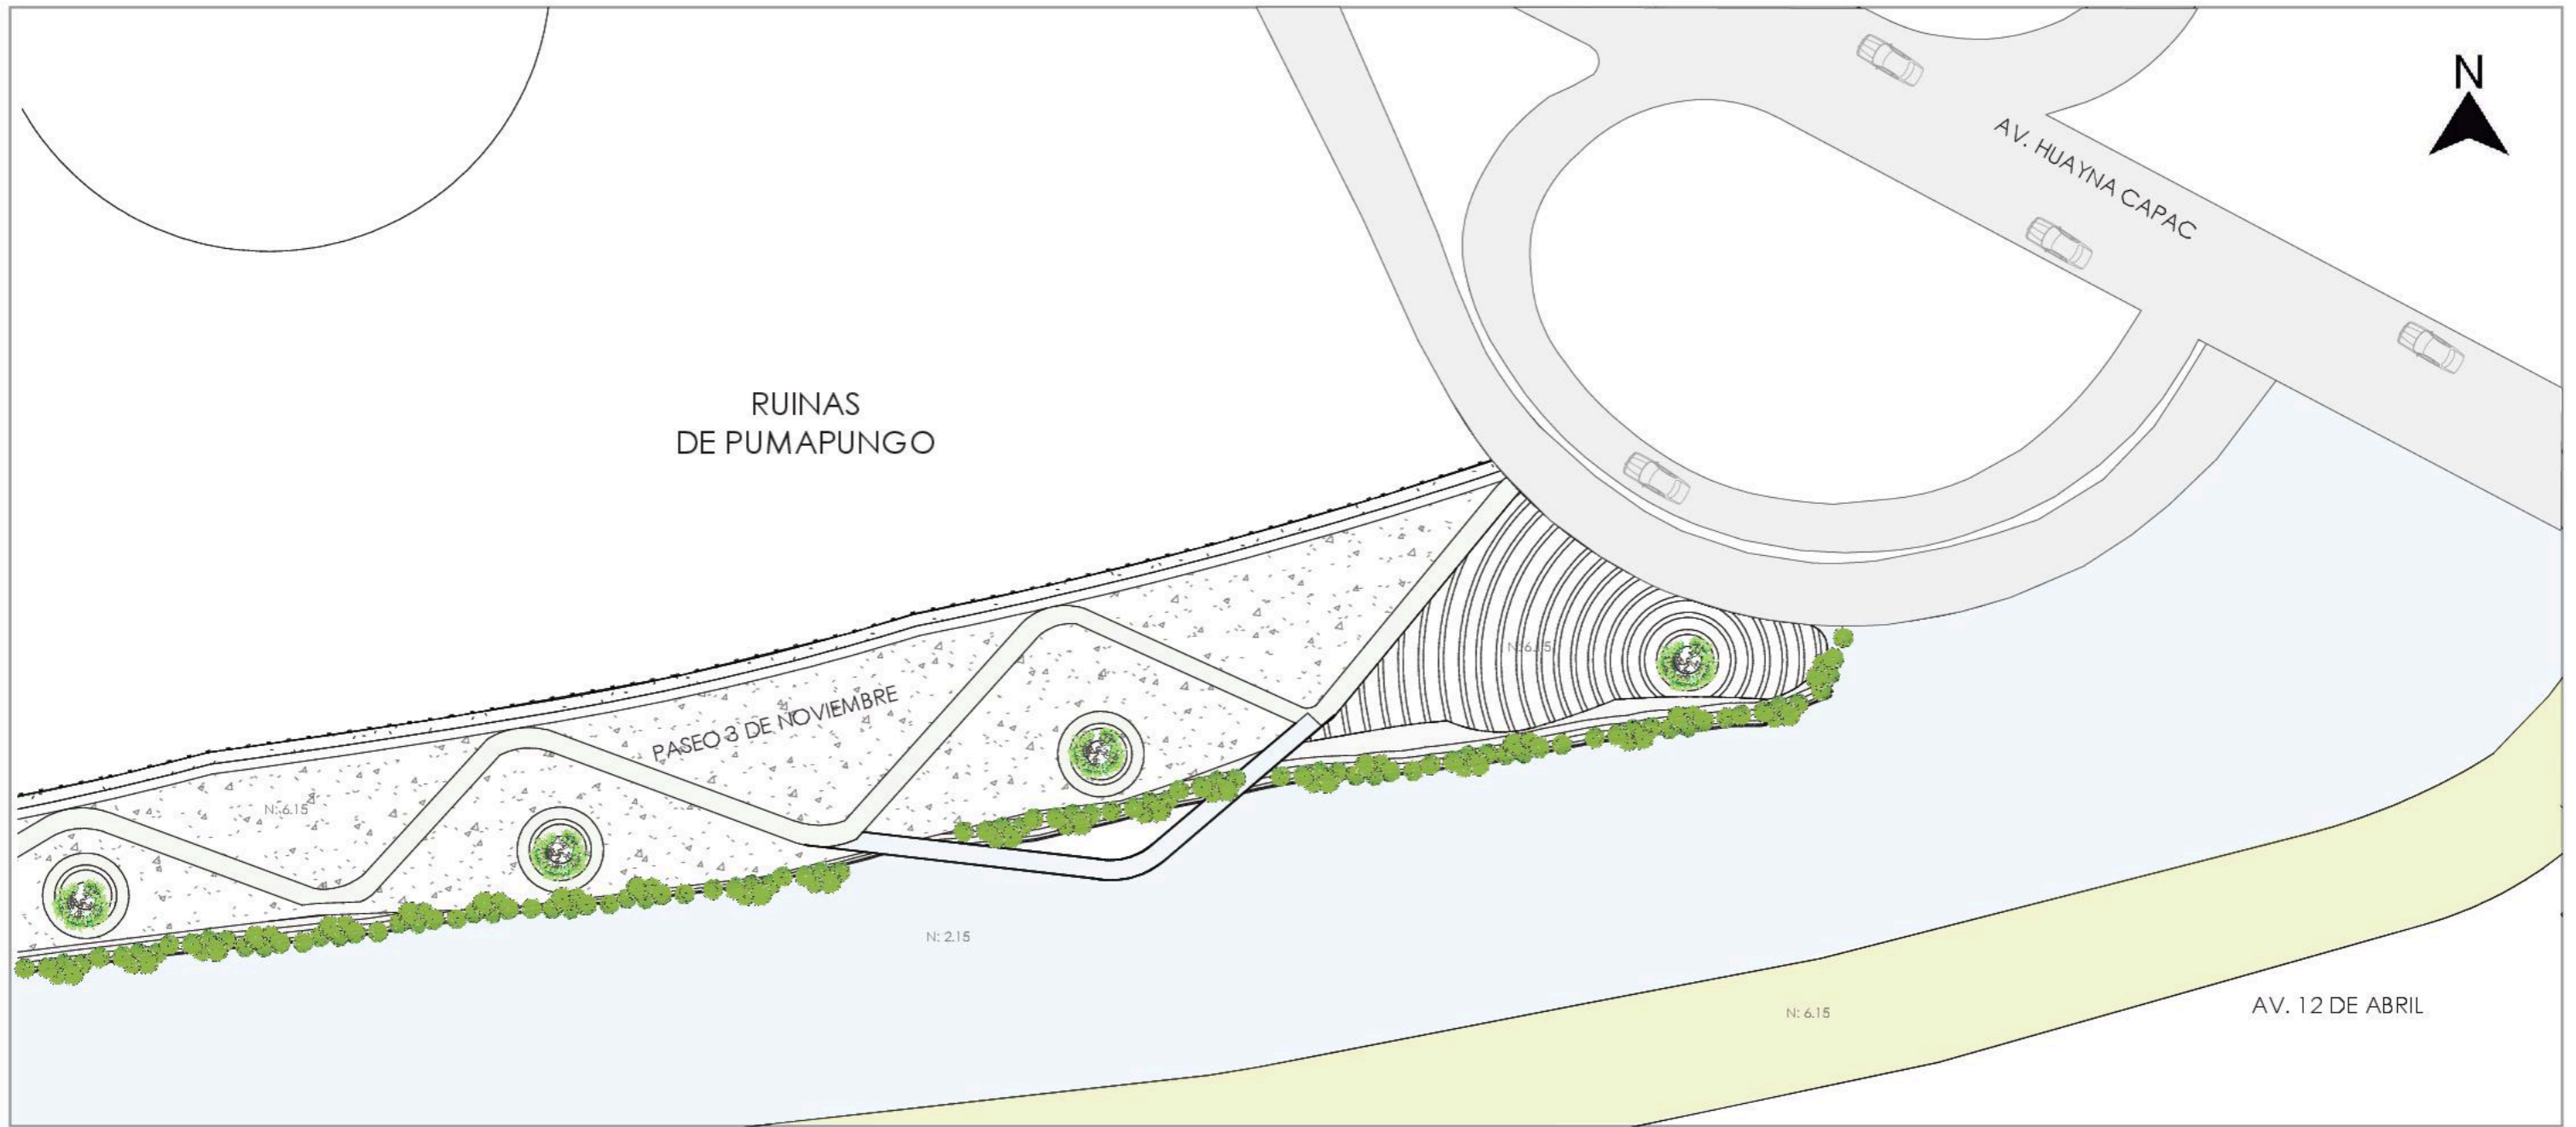 N
AV. HUAYNA CAPAC
RUINAS
DE PUMAPUNGO
N: 6.15
PASEO 3 DE NOVIEMBRE
N: 6.15
N: 2.15
AV. 12 DE ABRIL
N: 6.15